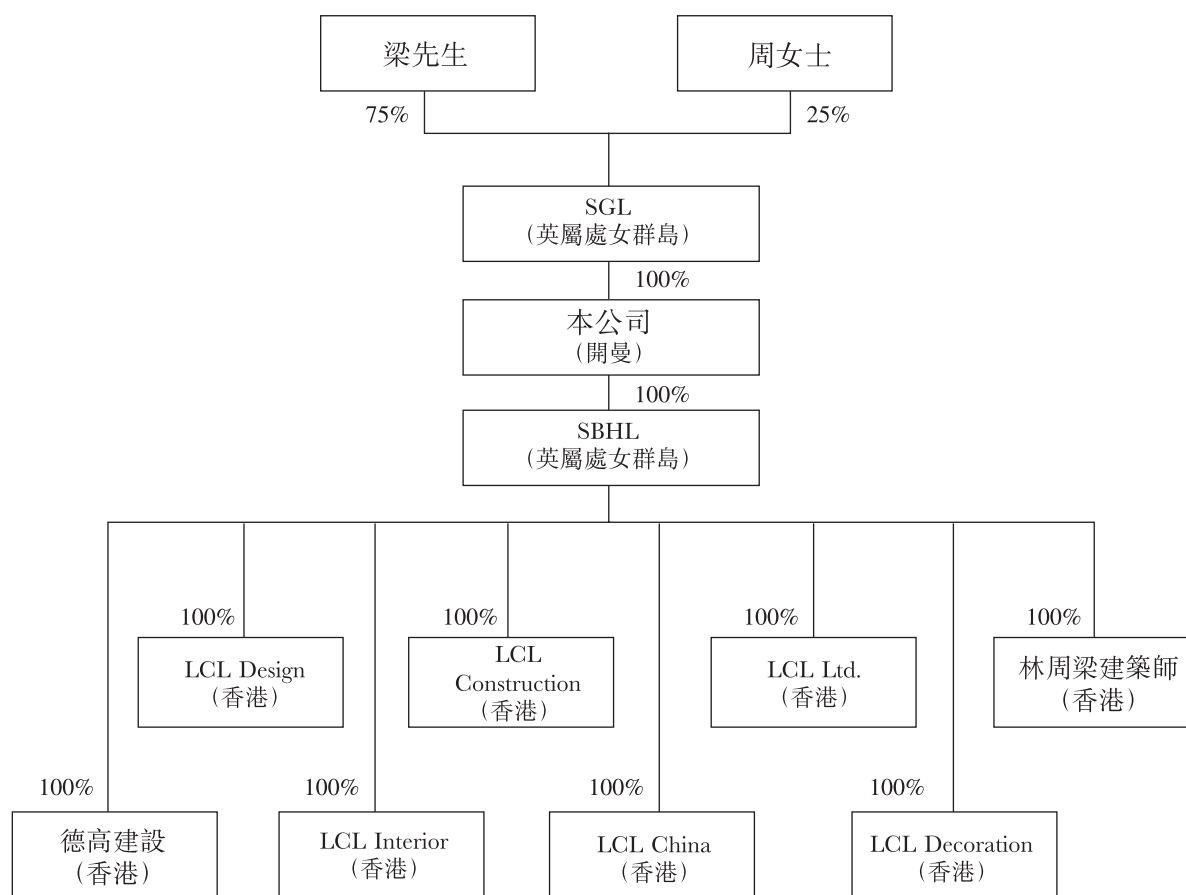 梁先生
周女士
75%
25%
SGL
(英屬處女群島)
100%
本公司
(開曼)
100%
SBHL
(英屬處女群島)
100%
100%
100%
100%
LCL Design
(香港)
LCL
Construction
(香港)
LCL Ltd.
(香港)
林周梁建築師
(香港)
100%
100%
100%
100%
德高建設
(香港)
LCL Interior
(香港)
LCL China
(香港)
LCL Decoration
(香港)